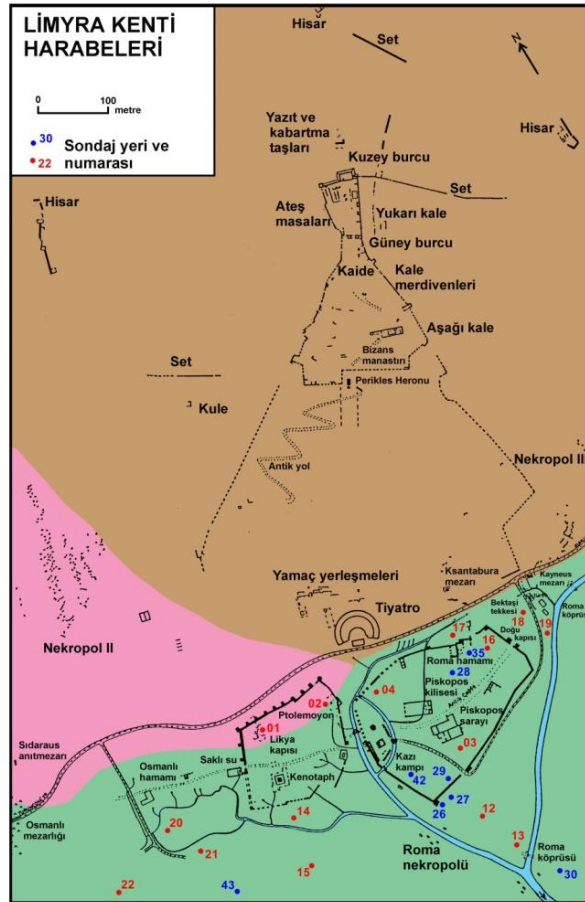 LİMYRA KENTİ
HARABELERİ
0 100
metre
30 Sondaj yeri ve
22 numarası
Hisar
Set
N
Hisar
Yazıt ve
kabartma
taşları
Kuzey burcu
Set
Hisar
Ateş
masaları
Yukarı kale
Güney burcu
Kaide
Kale
merdivenleri
Aşağı kale
Bizans
manastırı
Perikles Heronu
Set
Kule
Antik yol
Nekropol II
Ksantabura
mezarı
Kayneus
mezarı
Yamaç yerleşmeleri
Tiyatro
Bektaşi
tekkesi
Roma
köprüsü
18
19
17
16
Doğu
kapısı
35
Roma hamamı
28
Piskopos
kilisesi
Nekropol II
04
Piskopos
sarayı
02
Ptolemoyon
01
Likya
kapısı
03
Sıdaraus
anıtmezarı
Osmanlı
hamamı
Saklı su
Kenotaph
Kazı
kampı
42
29
27
26
12
Osmanlı
mezarlığı
20
14
21
13
Roma
nekropolü
Roma
köprüsü
15
30
22
43